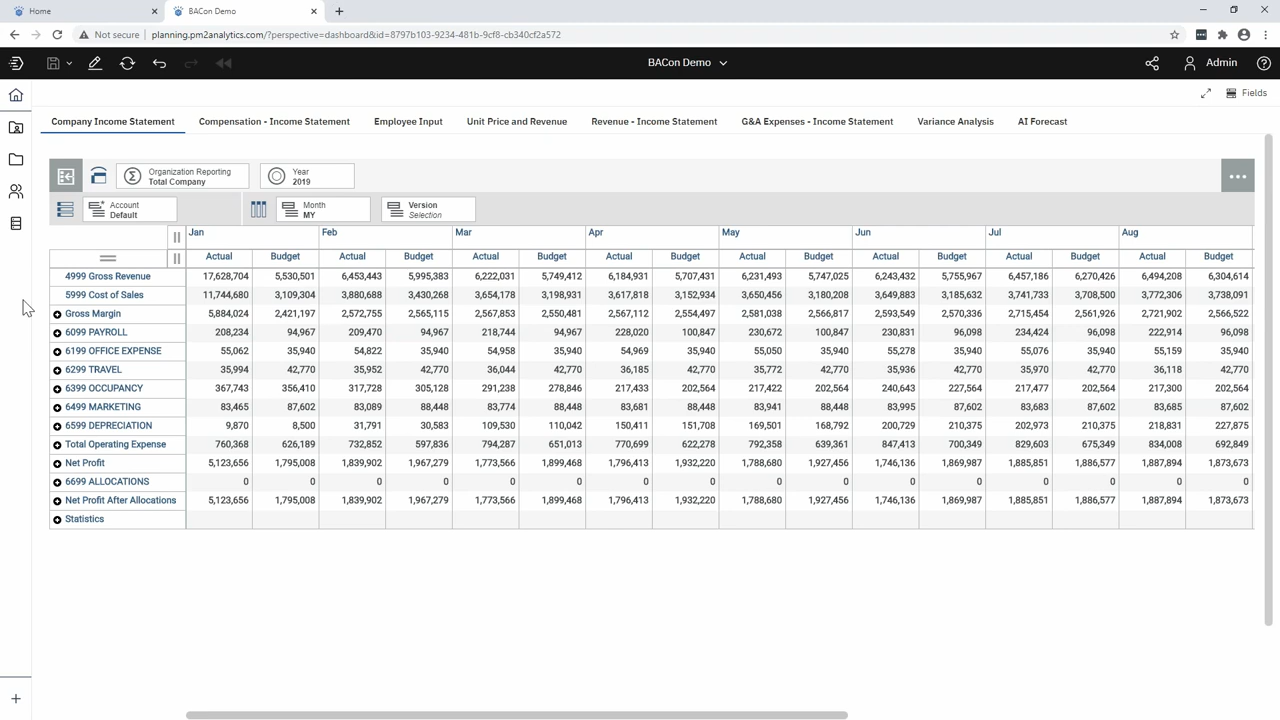 Home
BACon Demo
Not secure | planning.pm2analytics.com/?perspective=dashboard&id=8797b103-9234-481b-9cf8-cb340cf2a572
BACon Demo
Admin
Fields
Company Income Statement Compensation - Income Statement Employee Input Unit Price and Revenue Revenue - Income Statement G&A Expenses - Income Statement Variance Analysis AI Forecast
Organization Reporting
Total Company
Year
2019
Account
Default
Month
MY
Version
Selection
Jan Feb Mar Apr May Jun Jul Aug
Actual Budget Actual Budget Actual Budget Actual Budget Actual Budget Actual Budget Actual Budget Actual Budget
4999 Gross Revenue 17,628,704 5,530,501 6,453,443 5,995,383 6,222,031 5,749,412 6,184,931 5,707,431 6,231,493 5,747,025 6,243,432 5,755,967 6,457,186 6,270,426 6,494,208 6,304,614
5999 Cost of Sales 11,744,680 3,109,304 3,880,688 3,430,268 3,654,178 3,198,931 3,617,818 3,152,934 3,650,456 3,180,208 3,649,883 3,185,632 3,741,733 3,708,500 3,772,306 3,738,091
Gross Margin 5,884,024 2,421,197 2,572,755 2,565,115 2,567,853 2,550,481 2,567,112 2,554,497 2,581,038 2,566,817 2,593,549 2,570,336 2,715,454 2,561,926 2,721,902 2,566,522
6099 PAYROLL 208,234 94,967 209,470 94,967 218,744 94,967 228,020 100,847 230,672 100,847 230,831 96,098 234,424 96,098 222,914 96,098
6199 OFFICE EXPENSE 55,062 35,940 54,822 35,940 54,958 35,940 54,969 35,940 55,050 35,940 55,278 35,940 55,076 35,940 55,159 35,940
6299 TRAVEL 35,994 42,770 35,952 42,770 36,044 42,770 36,185 42,770 35,772 42,770 35,936 42,770 35,970 42,770 36,118 42,770
6399 OCCUPANCY 367,743 356,410 317,728 305,128 291,238 278,846 217,433 202,564 217,422 202,564 240,643 227,564 217,477 202,564 217,300 202,564
6499 MARKETING 83,465 87,602 83,089 88,448 83,774 88,448 83,681 88,448 83,941 88,448 83,995 87,602 83,683 87,602 83,685 87,602
6599 DEPRECIATION 9,870 8,500 31,791 30,583 109,530 110,042 150,411 151,708 169,501 168,792 200,729 210,375 202,973 210,375 218,831 227,875
Total Operating Expense 760,368 626,189 732,852 597,836 794,287 651,013 770,699 622,278 792,358 639,361 847,413 700,349 829,603 675,349 834,008 692,849
Net Profit 5,123,656 1,795,008 1,839,902 1,967,279 1,773,566 1,899,468 1,796,413 1,932,220 1,788,680 1,927,456 1,746,136 1,869,987 1,885,851 1,886,577 1,887,894 1,873,673
6699 ALLOCATIONS 0 0 0 0 0 0 0 0 0 0 0 0 0 0 0 0
Net Profit After Allocations 5,123,656 1,795,008 1,839,902 1,967,279 1,773,566 1,899,468 1,796,413 1,932,220 1,788,680 1,927,456 1,746,136 1,869,987 1,885,851 1,886,577 1,887,894 1,873,673
Statistics